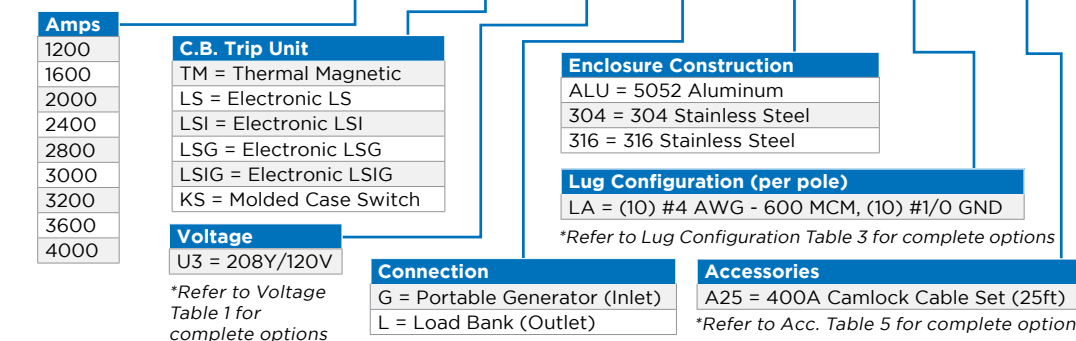 Amps
1200
1600
2000
2400
2800
3000
3200
3600
4000
C.B. Trip Unit
TM = Thermal Magnetic
LS = Electronic LS
LSI = Electronic LSI
LSG = Electronic LSG
LSIG = Electronic LSIG
KS = Molded Case Switch
Voltage
U3 = 208Y/120V
*Refer to Voltage
Table 1 for
complete options
Connection
G = Portable Generator (Inlet)
L = Load Bank (Outlet)
Enclosure Construction
ALU = 5052 Aluminum
304 = 304 Stainless Steel
316 = 316 Stainless Steel
Lug Configuration (per pole)
LA = (10) #4 AWG - 600 MCM, (10) #1/0 GND
*Refer to Lug Configuration Table 3 for complete options
Accessories
A25 = 400A Camlock Cable Set (25ft)
*Refer to Acc. Table 5 for complete option